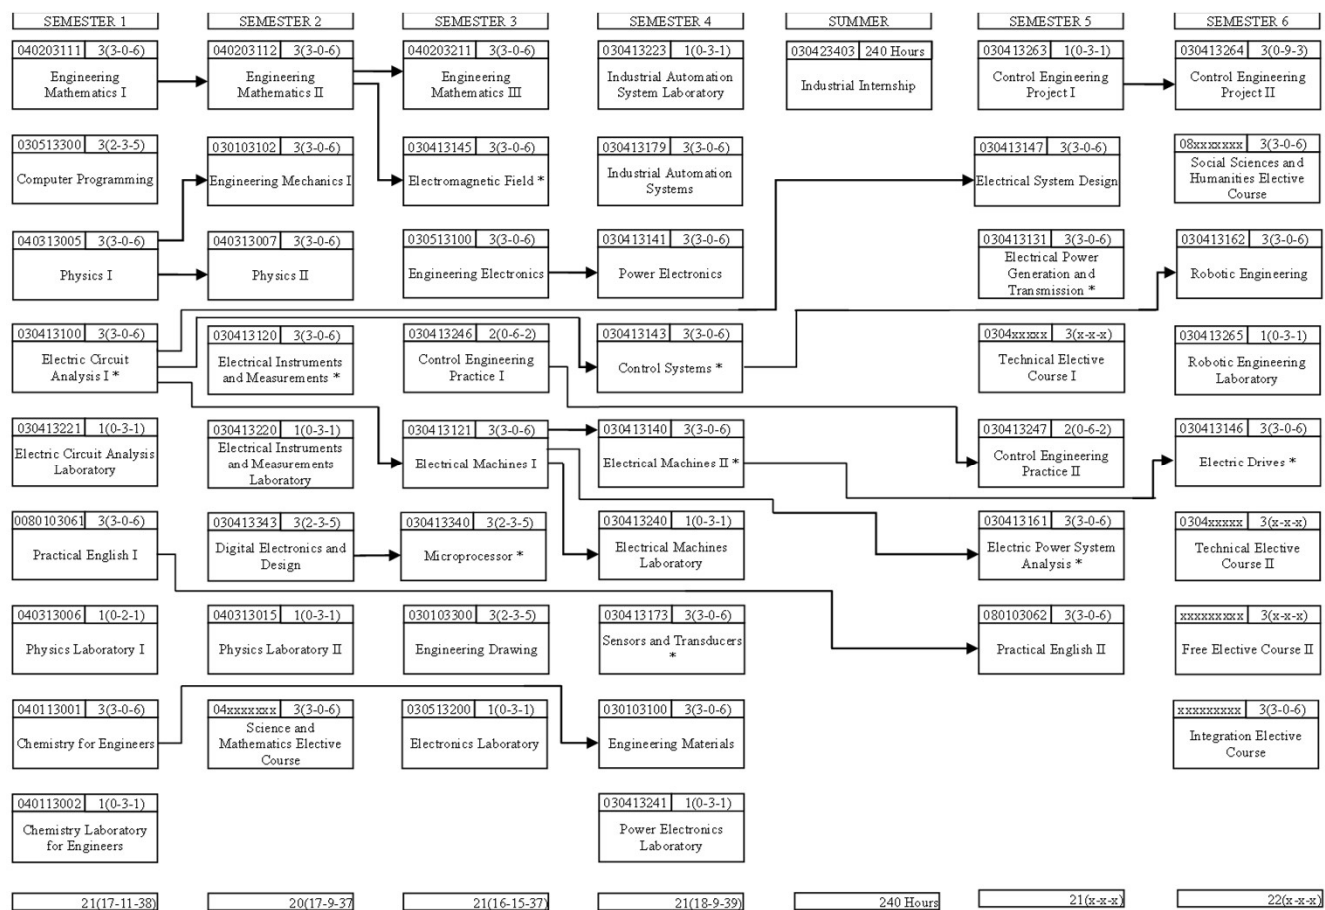 SEMESTER 1
SEMESTER 2
SEMESTER 3
SEMESTER 4
SUMMER
SEMESTER 5
SEMESTER 6
040203111 3(3-0-6)
Engineering
Mathematics I
040203112 3(3-0-6)
Engineering
Mathematics II
040203211 3(3-0-6)
Engineering
Mathematics III
030413223 1(0-3-1)
Industrial Automation
System Laboratory
030423403 240 Hours
Industrial Internship
030413263 1(0-3-1)
Control Engineering
Project I
030413264 3(0-9-3)
Control Engineering
Project II
030513300 3(2-3-5)
Computer Programming
030103102 3(3-0-6)
Engineering Mechanics I
030413145 3(3-0-6)
Electromagnetic Field *
030413179 3(3-0-6)
Industrial Automation
Systems
030413147 3(3-0-6)
Electrical System Design
08xxxxxxx 3(3-0-6)
Social Sciences and
Humanities Elective
Course
040313005 3(3-0-6)
Physics I
040313007 3(3-0-6)
Physics II
030513100 3(3-0-6)
Engineering Electronics
030413141 3(3-0-6)
Power Electronics
030413131 3(3-0-6)
Electrical Power
Generation and
Transmission *
030413162 3(3-0-6)
Robotic Engineering
030413100 3(3-0-6)
Electric Circuit
Analysis I *
030413120 3(3-0-6)
Electrical Instruments
and Measurements *
030413246 2(0-6-2)
Control Engineering
Practice I
030413143 3(3-0-6)
Control Systems *
0304xxxxx 3(x-x-x)
Technical Elective
Course I
030413265 1(0-3-1)
Robotic Engineering
Laboratory
030413221 1(0-3-1)
Electric Circuit Analysis
Laboratory
030413220 1(0-3-1)
Electrical Instruments
and Measurements
Laboratory
030413121 3(3-0-6)
Electrical Machines I
030413140 3(3-0-6)
Electrical Machines II *
030413247 2(0-6-2)
Control Engineering
Practice II
030413146 3(3-0-6)
Electric Drives *
0080103061 3(3-0-6)
Practical English I
030413343 3(2-3-5)
Digital Electronics and
Design
030413340 3(2-3-5)
Microprocessor *
030413240 1(0-3-1)
Electrical Machines
Laboratory
030413161 3(3-0-6)
Electric Power System
Analysis *
0304xxxxx 3(x-x-x)
Technical Elective
Course II
040313006 1(0-2-1)
Physics Laboratory I
040313015 1(0-3-1)
Physics Laboratory II
030103300 3(2-3-5)
Engineering Drawing
030413173 3(3-0-6)
Sensors and Transducers
*
080103062 3(3-0-6)
Practical English II
xxxxxxxxx 3(x-x-x)
Free Elective Course II
040113001 3(3-0-6)
Chemistry for Engineers
04xxxxxxx 3(3-0-6)
Science and
Mathematics Elective
Course
030513200 1(0-3-1)
Electronics Laboratory
030103100 3(3-0-6)
Engineering Materials
xxxxxxxxx 3(3-0-6)
Integration Elective
Course
040113002 1(0-3-1)
Chemistry Laboratory
for Engineers
030413241 1(0-3-1)
Power Electronics
Laboratory
21(17-11-38)
20(17-9-37
21(16-15-37)
21(18-9-39)
240 Hours
21(x-x-x)
22(x-x-x)